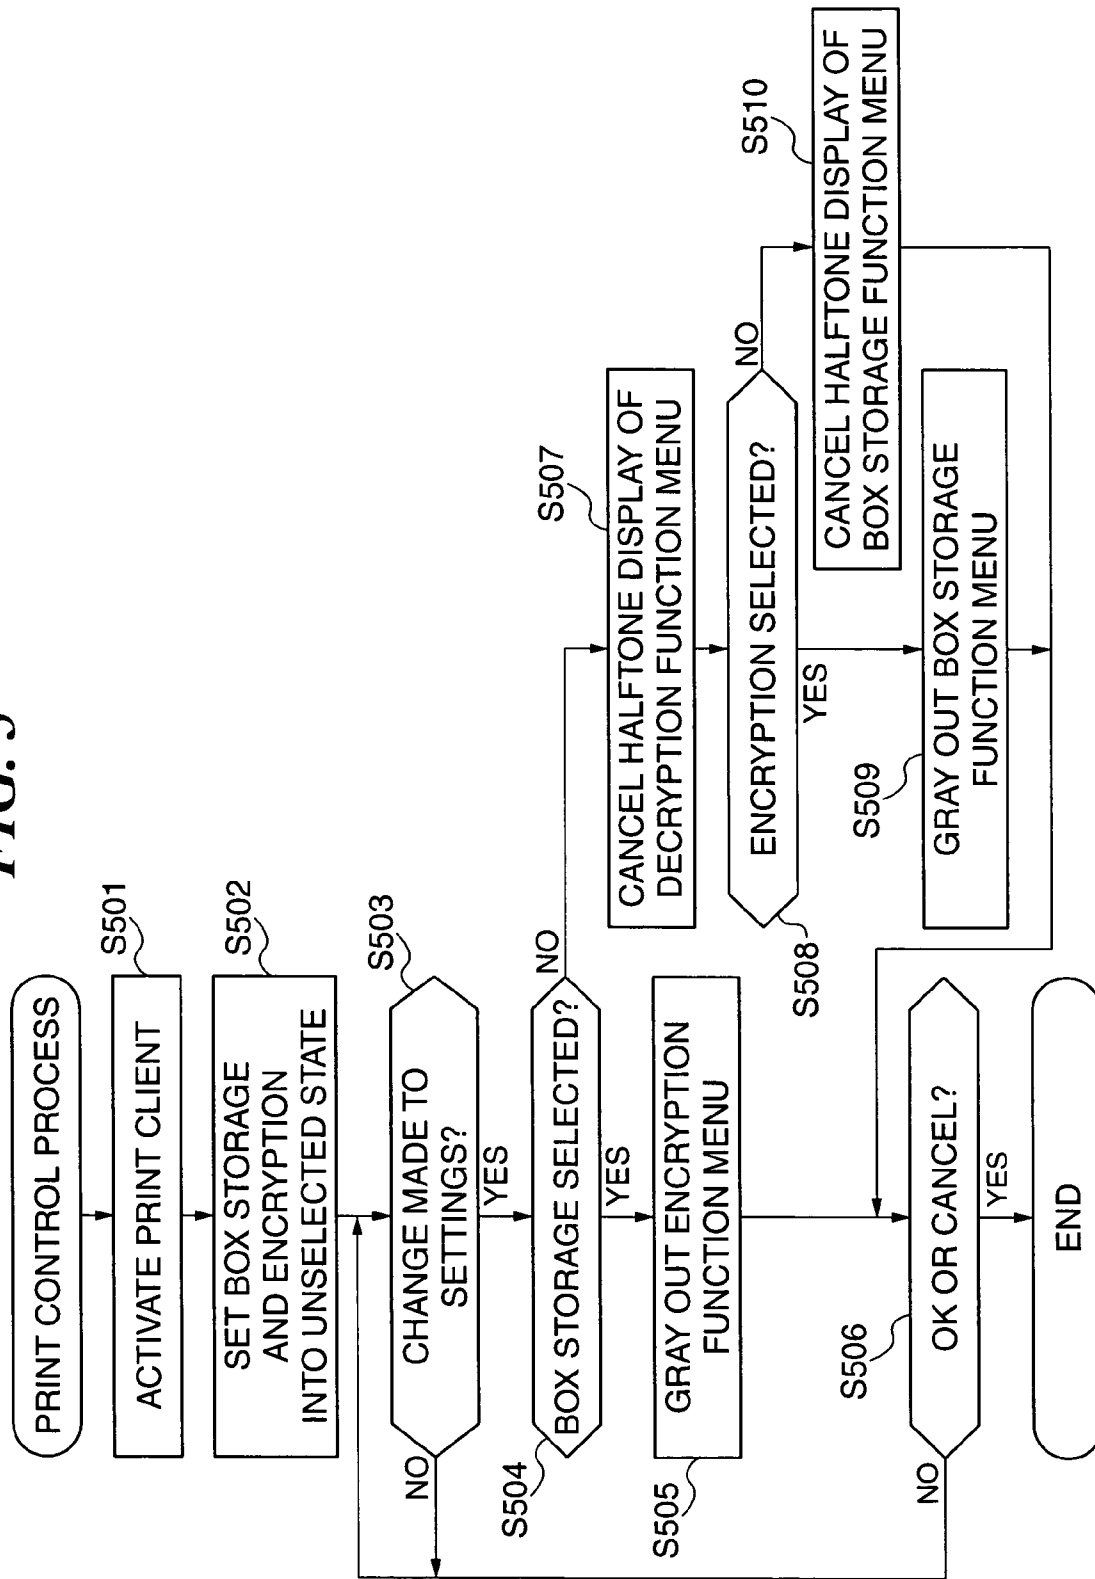 FIG. 5
PRINT CONTROL PROCESS
S501
ACTIVATE PRINT CLIENT
S502
SET BOX STORAGE
AND ENCRYPTION
INTO UNSELECTED STATE
S503
CHANGE MADE TO
SETTINGS?
NO
YES
S504
BOX STORAGE SELECTED?
NO
YES
S505
GRAY OUT ENCRYPTION
FUNCTION MENU
S507
CANCEL HALFTONE DISPLAY OF
DECRYPTION FUNCTION MENU
S508
ENCRYPTION SELECTED?
NO
YES
S509
GRAY OUT BOX STORAGE
FUNCTION MENU
S510
CANCEL HALFTONE DISPLAY OF
BOX STORAGE FUNCTION MENU
S506
OK OR CANCEL?
NO
YES
END